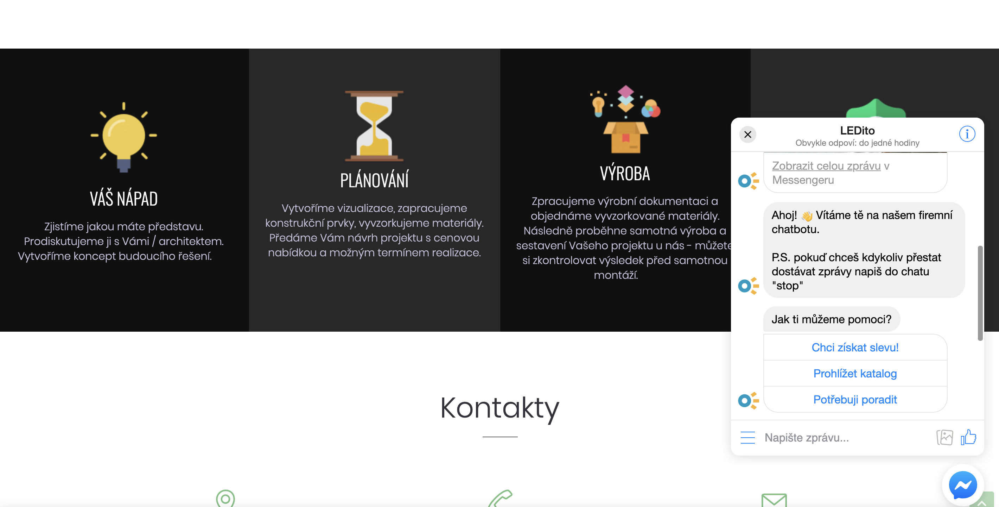 VÁŠ NÁPAD
Zjistíme jakou máte představu.
Prodiskutujeme ji s Vámi / architektem.
Vytvoříme koncept budoucího řešení.
PLÁNOVÁNÍ
Vytvoříme vizualizace, zapracujeme
konstrukční prvky, vyvzorkujeme materiály.
Předáme Vám návrh projektu s cenovou
nabídkou a možným termínem realizace.
VÝROBA
Zpracujeme výrobní dokumentaci a
objednáme vyvzorkované materiály.
Následně proběhne samotná výroba a
sestavení Vašeho projektu u nás - můžete
si zkontrolovat výsledek před samotnou
montáží.
LEDito
Obvykle odpoví: do jedné hodiny
Zobrazit celou zprávu v
Messengeru
Ahoj! 👋 Vítáme tě na našem firemní
chatbotu.
P.S. pokuď chceš kdykoliv přestat
dostávat zprávy napiš do chatu
"stop"
Jak ti můžeme pomoci?
Chci získat slevu!
Prohlížet katalog
Potřebuji poradit
Napište zprávu...
Kontakty